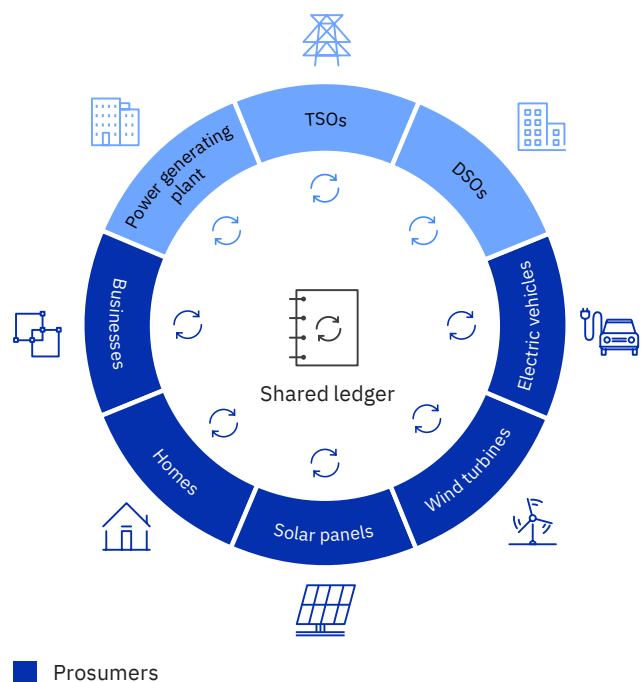 TSOs
DSOs
Electric vehicles
Wind turbines
Solar panels
Homes
Businesses
Power generating
plant
Shared ledger
Prosumers